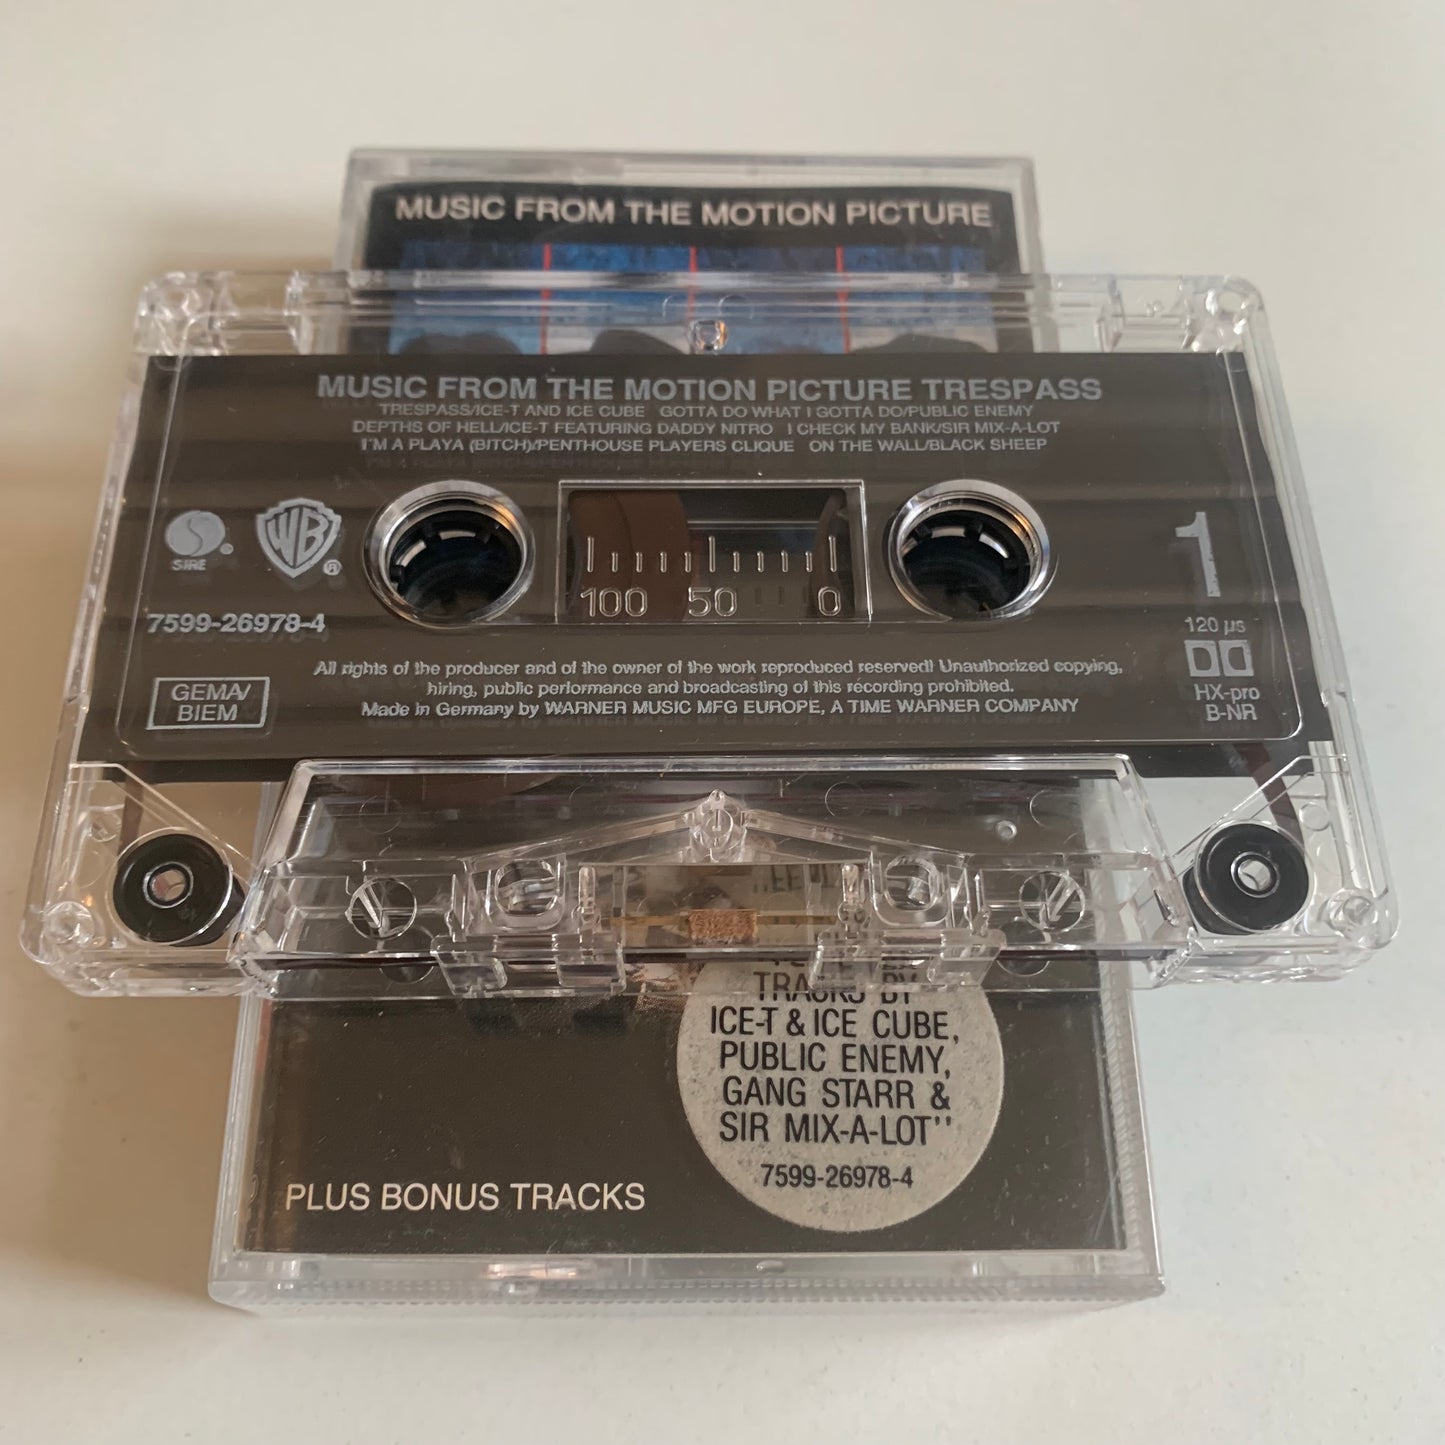 MUSIC FROM THE MOTION PICTURE
MUSIC FROM THE MOTION PICTURE TRESPASS
TRESPASS/ICE-T AND ICE CUBE GOTTA DO WHAT I GOTTA DO/PUBLIC ENEMY
DEPTHS OF HELL/ICE-T FEATURING DADDY NITRO I CHECK MY BANK/SIR MIX-A-LOT
I'M A PLAYA (BITCH)/PENTHOUSE PLAYERS CLIQUE ON THE WALL/BLACK SHEEP
S®
SIRE
WB®
1
100 50 0
7599-26978-4
120 µs
HX-pro
B-NR
GEMA/
BIEM
All rights of the producer and of the owner of the work reproduced reserved! Unauthorized copying,
hiring, public performance and broadcasting of this recording prohibited.
Made in Germany by WARNER MUSIC MFG EUROPE, A TIME WARNER COMPANY
TRACKS BY
ICE-T & ICE CUBE,
PUBLIC ENEMY,
GANG STARR &
SIR MIX-A-LOT"
7599-26978-4
PLUS BONUS TRACKS